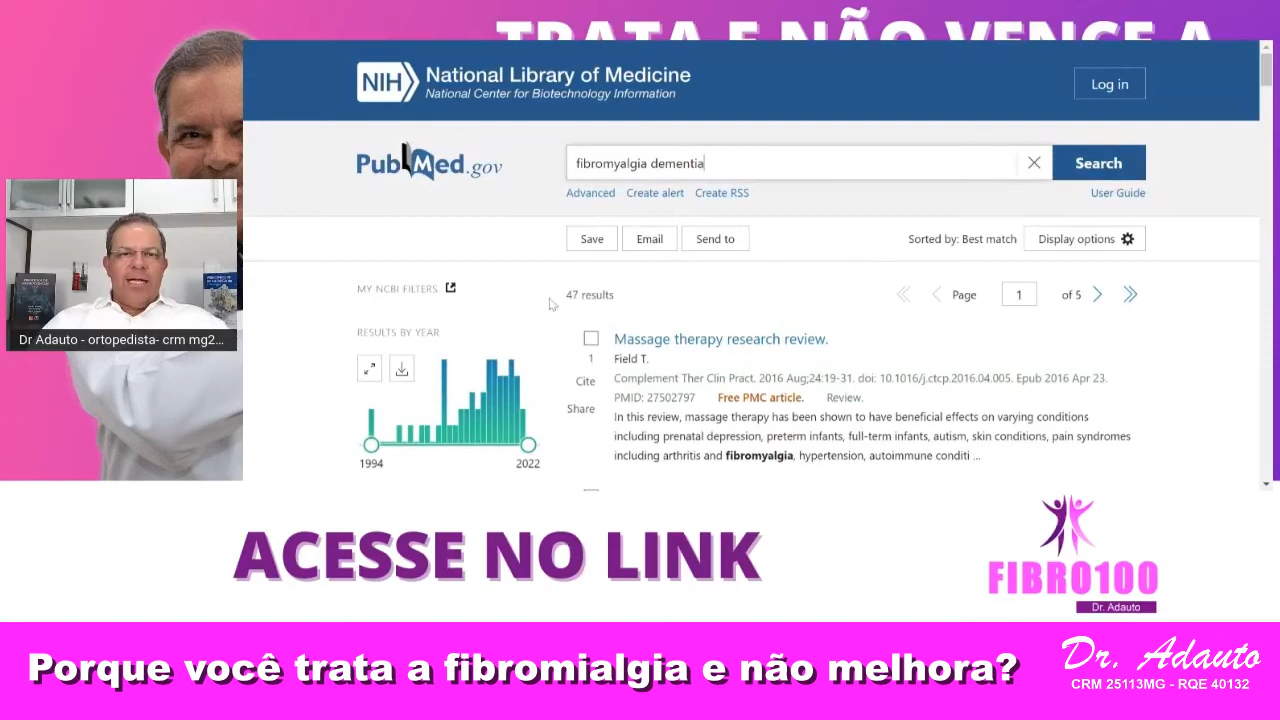 TRATA E NÃO VENCE A
NIH National Library of Medicine
National Center for Biotechnology Information
Log in
PubMed.gov
fibromyalgia dementia
Search
Advanced Create alert Create RSS
User Guide
Save Email Send to
Sorted by: Best match Display options
MY NCBI FILTERS
47 results
Page 1 of 5
RESULTS BY YEAR
1994 2022
Massage therapy research review.
1
Field T.
Cite
Complement Ther Clin Pract. 2016 Aug;24:19-31. doi: 10.1016/j.ctcp.2016.04.005. Epub 2016 Apr 23.
PMID: 27502797 Free PMC article. Review.
Share
In this review, massage therapy has been shown to have beneficial effects on varying conditions
including prenatal depression, preterm infants, full-term infants, autism, skin conditions, pain syndromes
including arthritis and fibromyalgia, hypertension, autoimmune conditi ...
Dr Adauto - ortopedista- crm mg2...
ACESSE NO LINK
FIBRO100
Dr. Adauto
Porque você trata a fibromialgia e não melhora?
Dr. Adauto
CRM 25113MG - RQE 40132